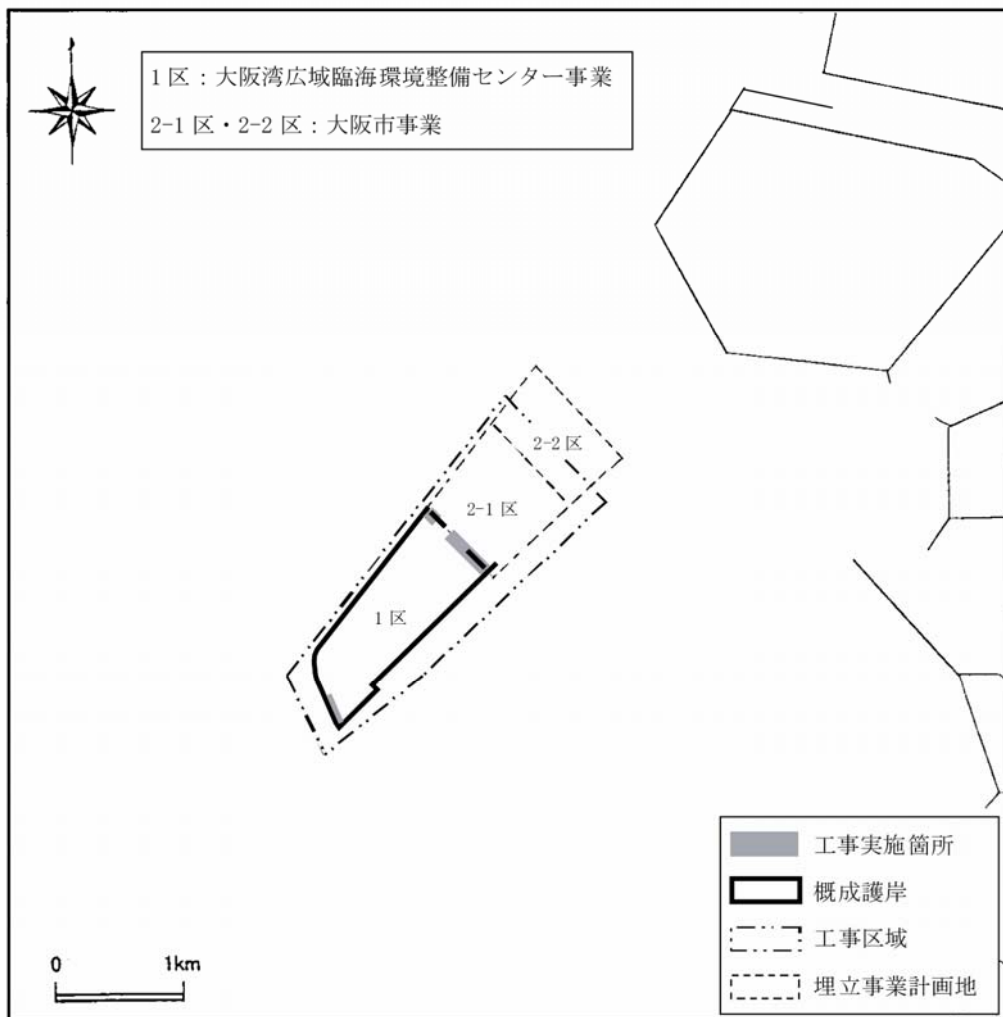 1区：大阪湾広域臨海環境整備センター事業
2-1区・2-2区：大阪市事業
2-2区
2-1区
1区
工事実施箇所
概成護岸
工事区域
埋立事業計画地
0 1km